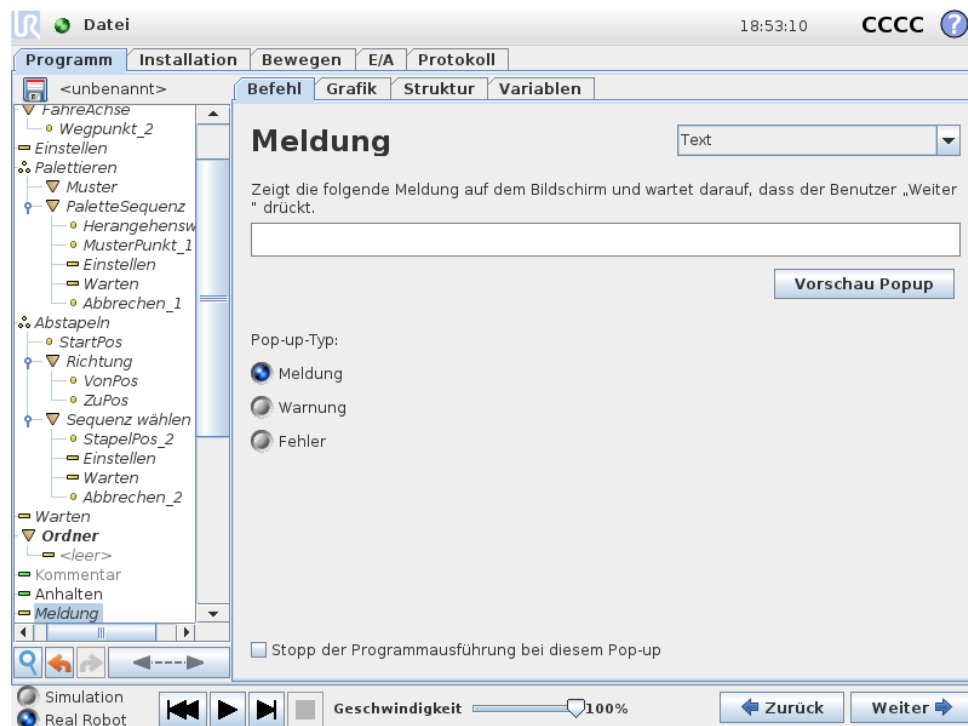 UR Datei 18:53:10 CCCC ?
Programm Installation Bewegen E/A Protokoll
<unbenannt> Befehl Grafik Struktur Variablen
FahreAchse
Wegpunkt_2
Einstellen
Palettieren
Muster
PaletteSequenz
Herangehensw
MusterPunkt_1
Einstellen
Warten
Abbrechen_1
Abstapeln
StartPos
Richtung
VonPos
ZuPos
Sequenz wählen
StapelPos_2
Einstellen
Warten
Abbrechen_2
Warten
Ordner
<leer>
Kommentar
Anhalten
Meldung
Meldung
Text
Zeigt die folgende Meldung auf dem Bildschirm und wartet darauf, dass der Benutzer „Weiter
" drückt.
Vorschau Popup
Pop-up-Typ:
Meldung
Warnung
Fehler
Stopp der Programmausführung bei diesem Pop-up
Simulation
Real Robot
Geschwindigkeit 100%
Zurück Weiter